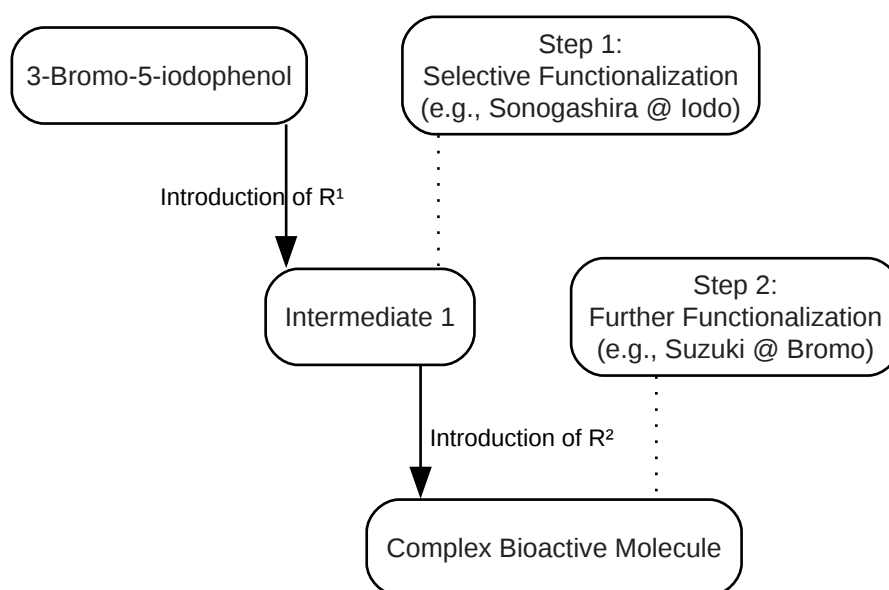 3-Bromo-5-iodophenol
Step 1:
Selective Functionalization
(e.g., Sonogashira @ Iodo)
Introduction of R¹
Intermediate 1
Step 2:
Further Functionalization
(e.g., Suzuki @ Bromo)
Introduction of R²
Complex Bioactive Molecule